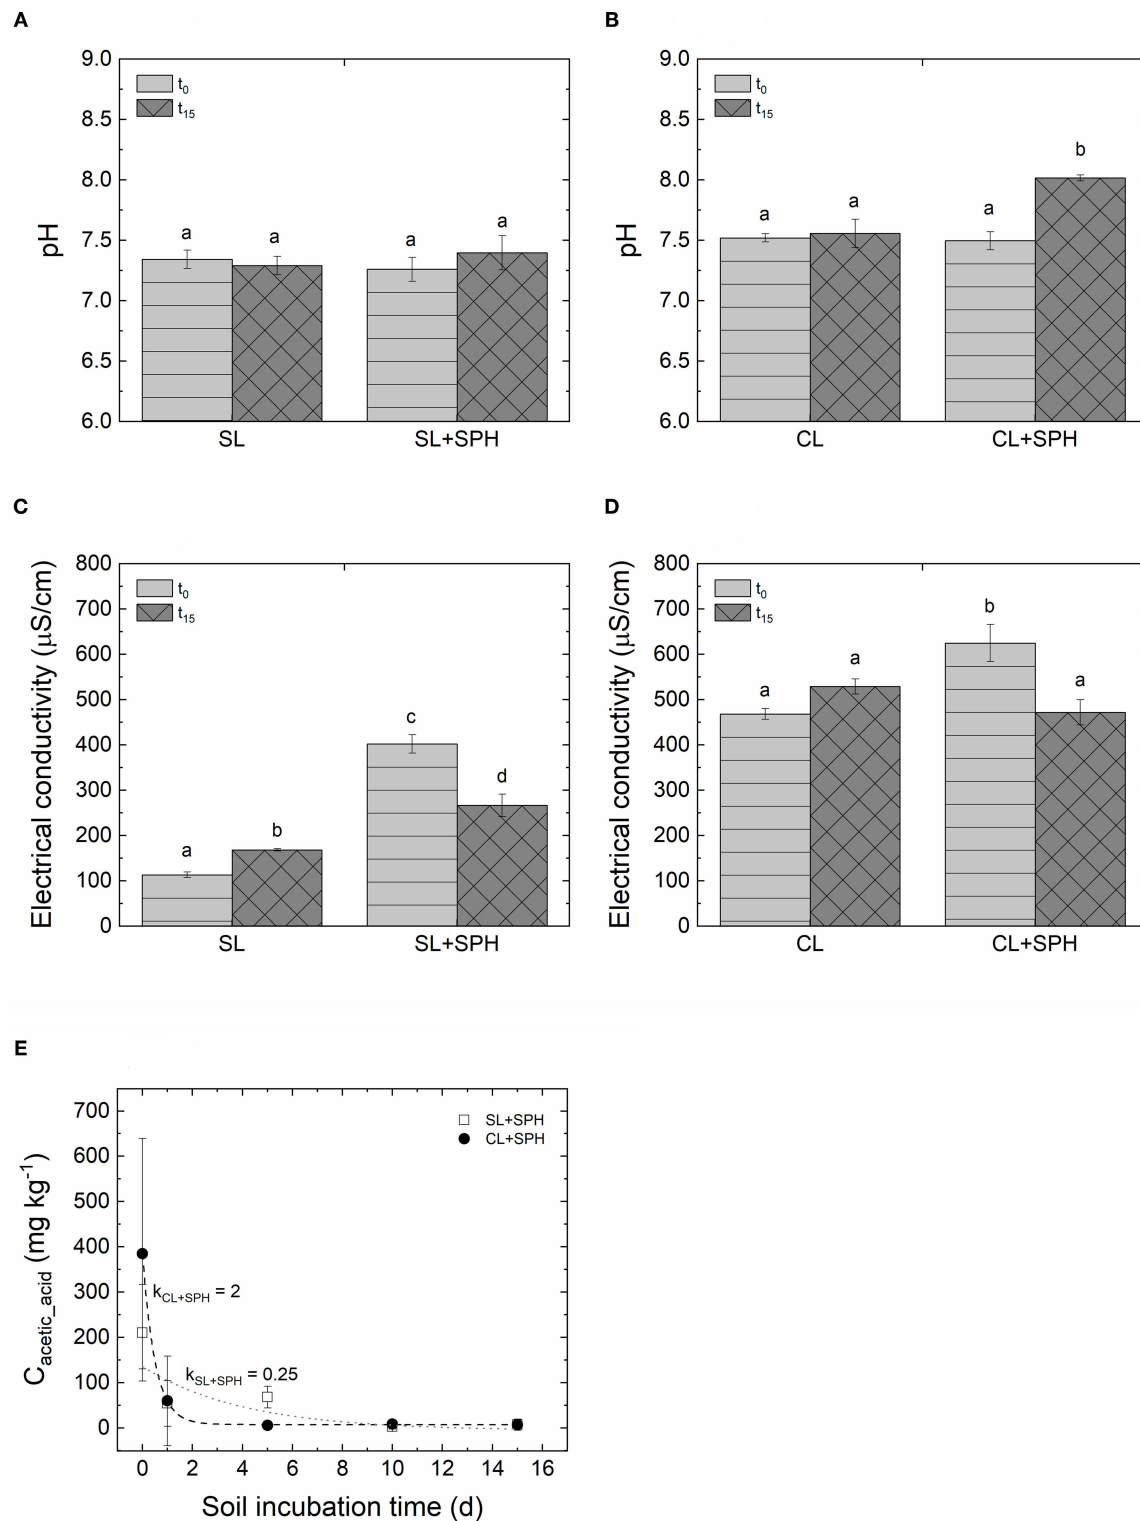 A
B
9.0
8.5
8.0
7.5
7.0
6.5
6.0
pH
t0
t15
a
a
a
a
SL
SL+SPH
9.0
8.5
8.0
7.5
7.0
6.5
6.0
pH
t0
t15
a
a
a
b
CL
CL+SPH
C
D
800
700
600
500
400
300
200
100
0
Electrical conductivity (µS/cm)
t0
t15
a
b
c
d
SL
SL+SPH
800
700
600
500
400
300
200
100
0
Electrical conductivity (µS/cm)
t0
t15
a
a
b
a
CL
CL+SPH
E
700
600
500
400
300
200
100
0
Cacetic_acid (mg kg-1)
SL+SPH
CL+SPH
kCL+SPH = 2
kSL+SPH = 0.25
0 2 4 6 8 10 12 14 16
Soil incubation time (d)